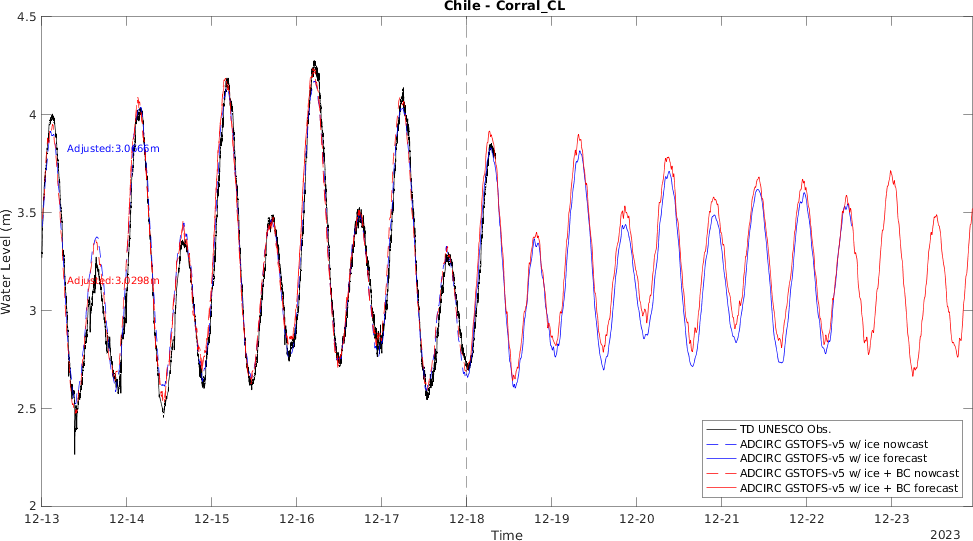 Chile - Corral_CL
4.5
4
3.5
3
2.5
2
Water Level (m)
Adjusted:3.0666m
Adjusted:3.0298m
TD UNESCO Obs.
ADCIRC GSTOFS-v5 w/ ice nowcast
ADCIRC GSTOFS-v5 w/ ice forecast
ADCIRC GSTOFS-v5 w/ ice + BC nowcast
ADCIRC GSTOFS-v5 w/ ice + BC forecast
12-13 12-14 12-15 12-16 12-17 12-18 12-19 12-20 12-21 12-22 12-23
Time
2023